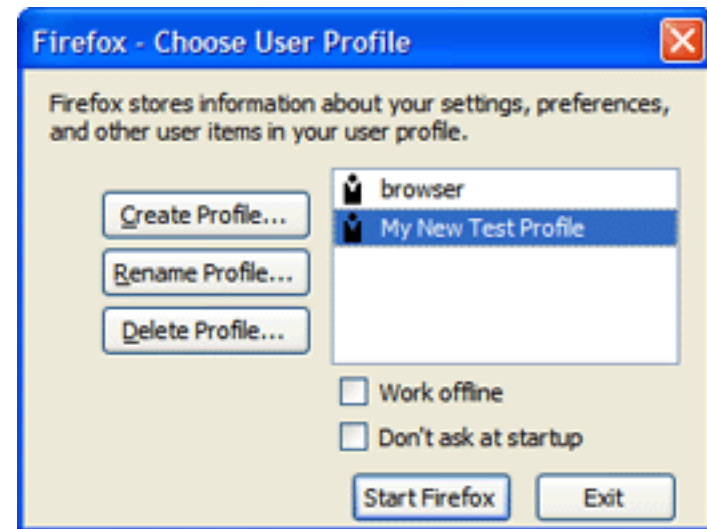 Firefox - Choose User Profile
Firefox stores information about your settings, preferences,
and other user items in your user profile.
Create Profile...
Rename Profile...
Delete Profile...
browser
My New Test Profile
Work offline
Don't ask at startup
Start Firefox
Exit